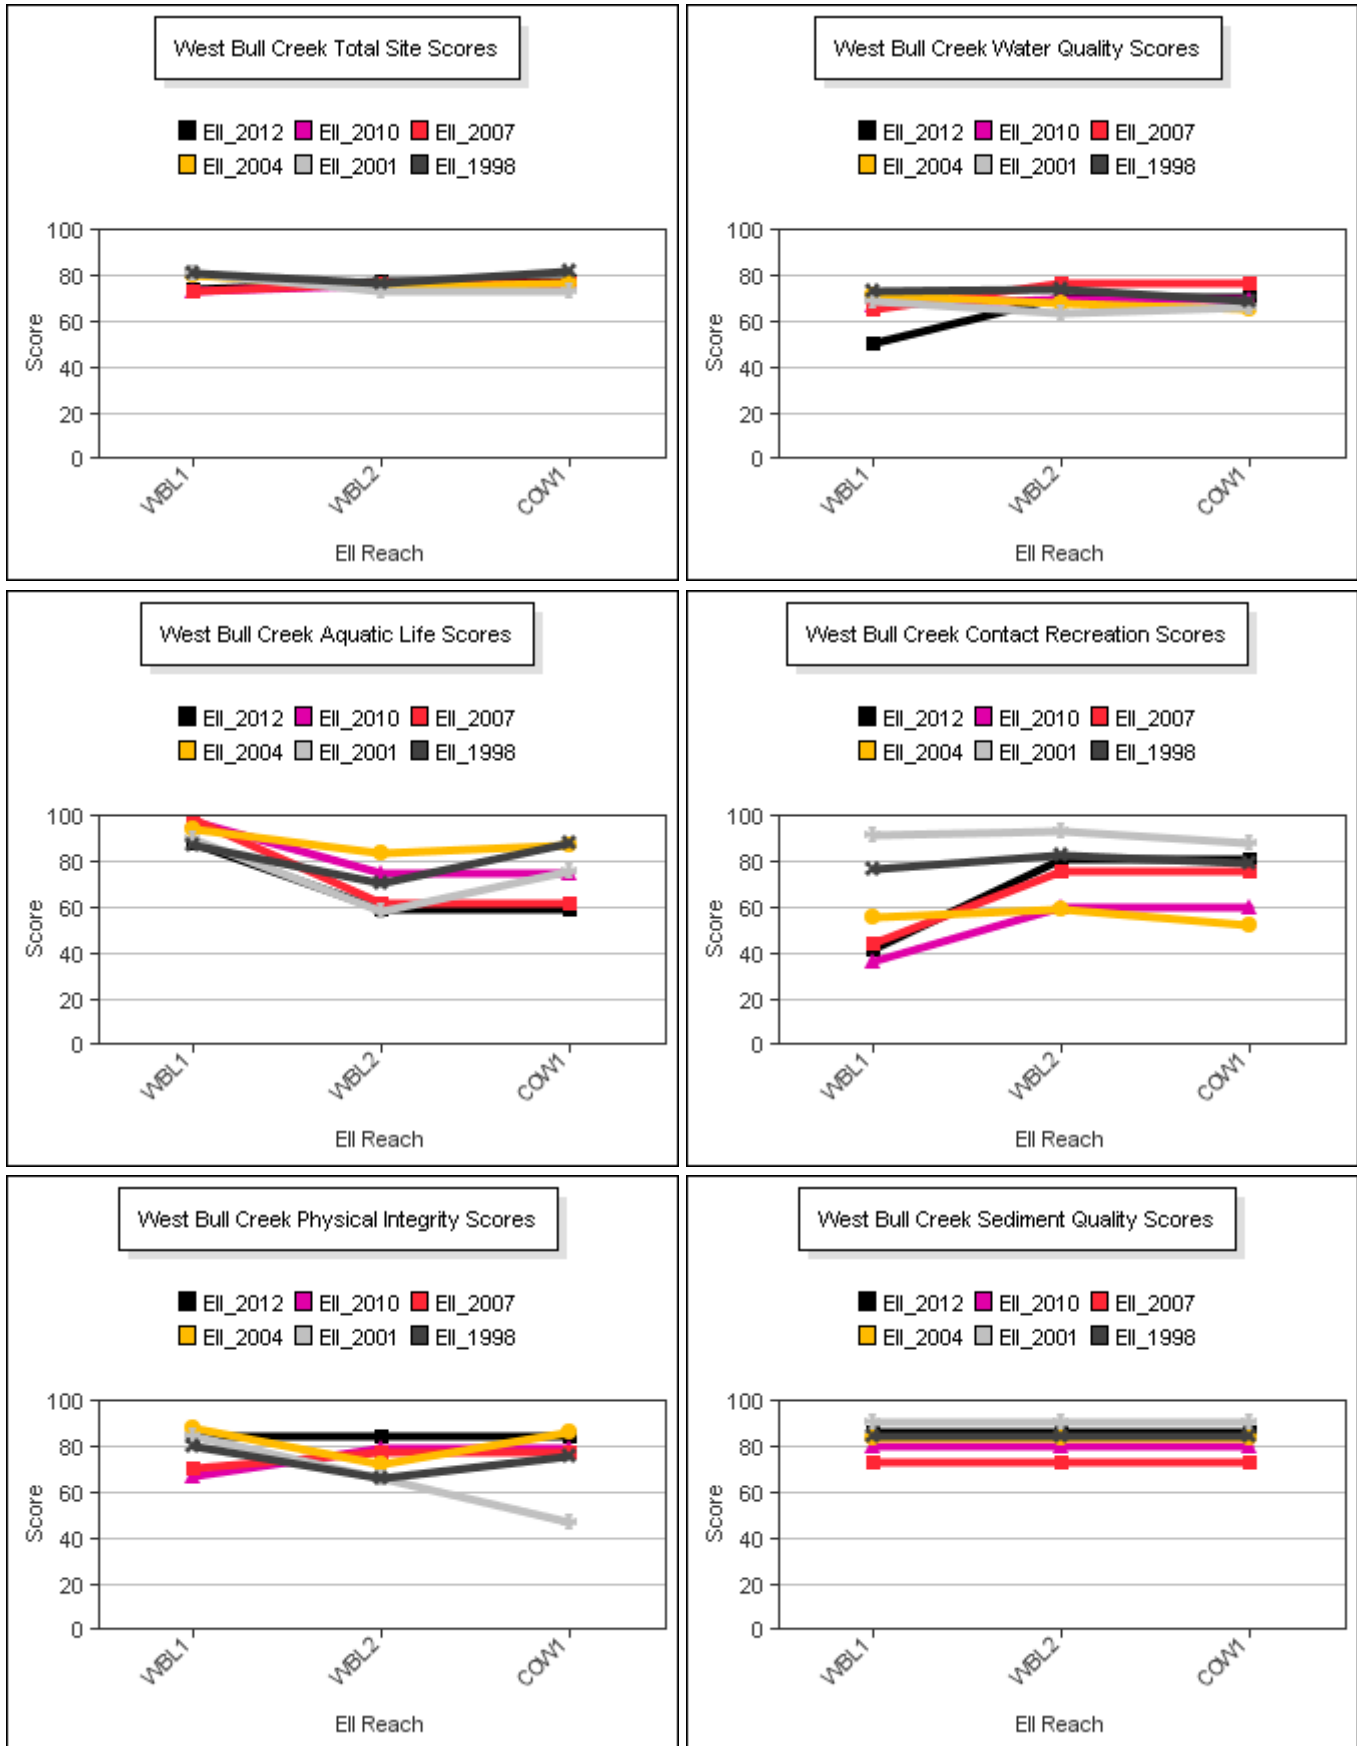 West Bull Creek Total Site Scores
EII_2012 EII_2010 EII_2007
EII_2004 EII_2001 EII_1998
100
80
60
40
20
0
Score
WBL1 WBL2 COW1
EII Reach
West Bull Creek Water Quality Scores
EII_2012 EII_2010 EII_2007
EII_2004 EII_2001 EII_1998
100
80
60
40
20
0
Score
WBL1 WBL2 COW1
EII Reach
West Bull Creek Aquatic Life Scores
EII_2012 EII_2010 EII_2007
EII_2004 EII_2001 EII_1998
100
80
60
40
20
0
Score
WBL1 WBL2 COW1
EII Reach
West Bull Creek Contact Recreation Scores
EII_2012 EII_2010 EII_2007
EII_2004 EII_2001 EII_1998
100
80
60
40
20
0
Score
WBL1 WBL2 COW1
EII Reach
West Bull Creek Physical Integrity Scores
EII_2012 EII_2010 EII_2007
EII_2004 EII_2001 EII_1998
100
80
60
40
20
0
Score
WBL1 WBL2 COW1
EII Reach
West Bull Creek Sediment Quality Scores
EII_2012 EII_2010 EII_2007
EII_2004 EII_2001 EII_1998
100
80
60
40
20
0
Score
WBL1 WBL2 COW1
EII Reach